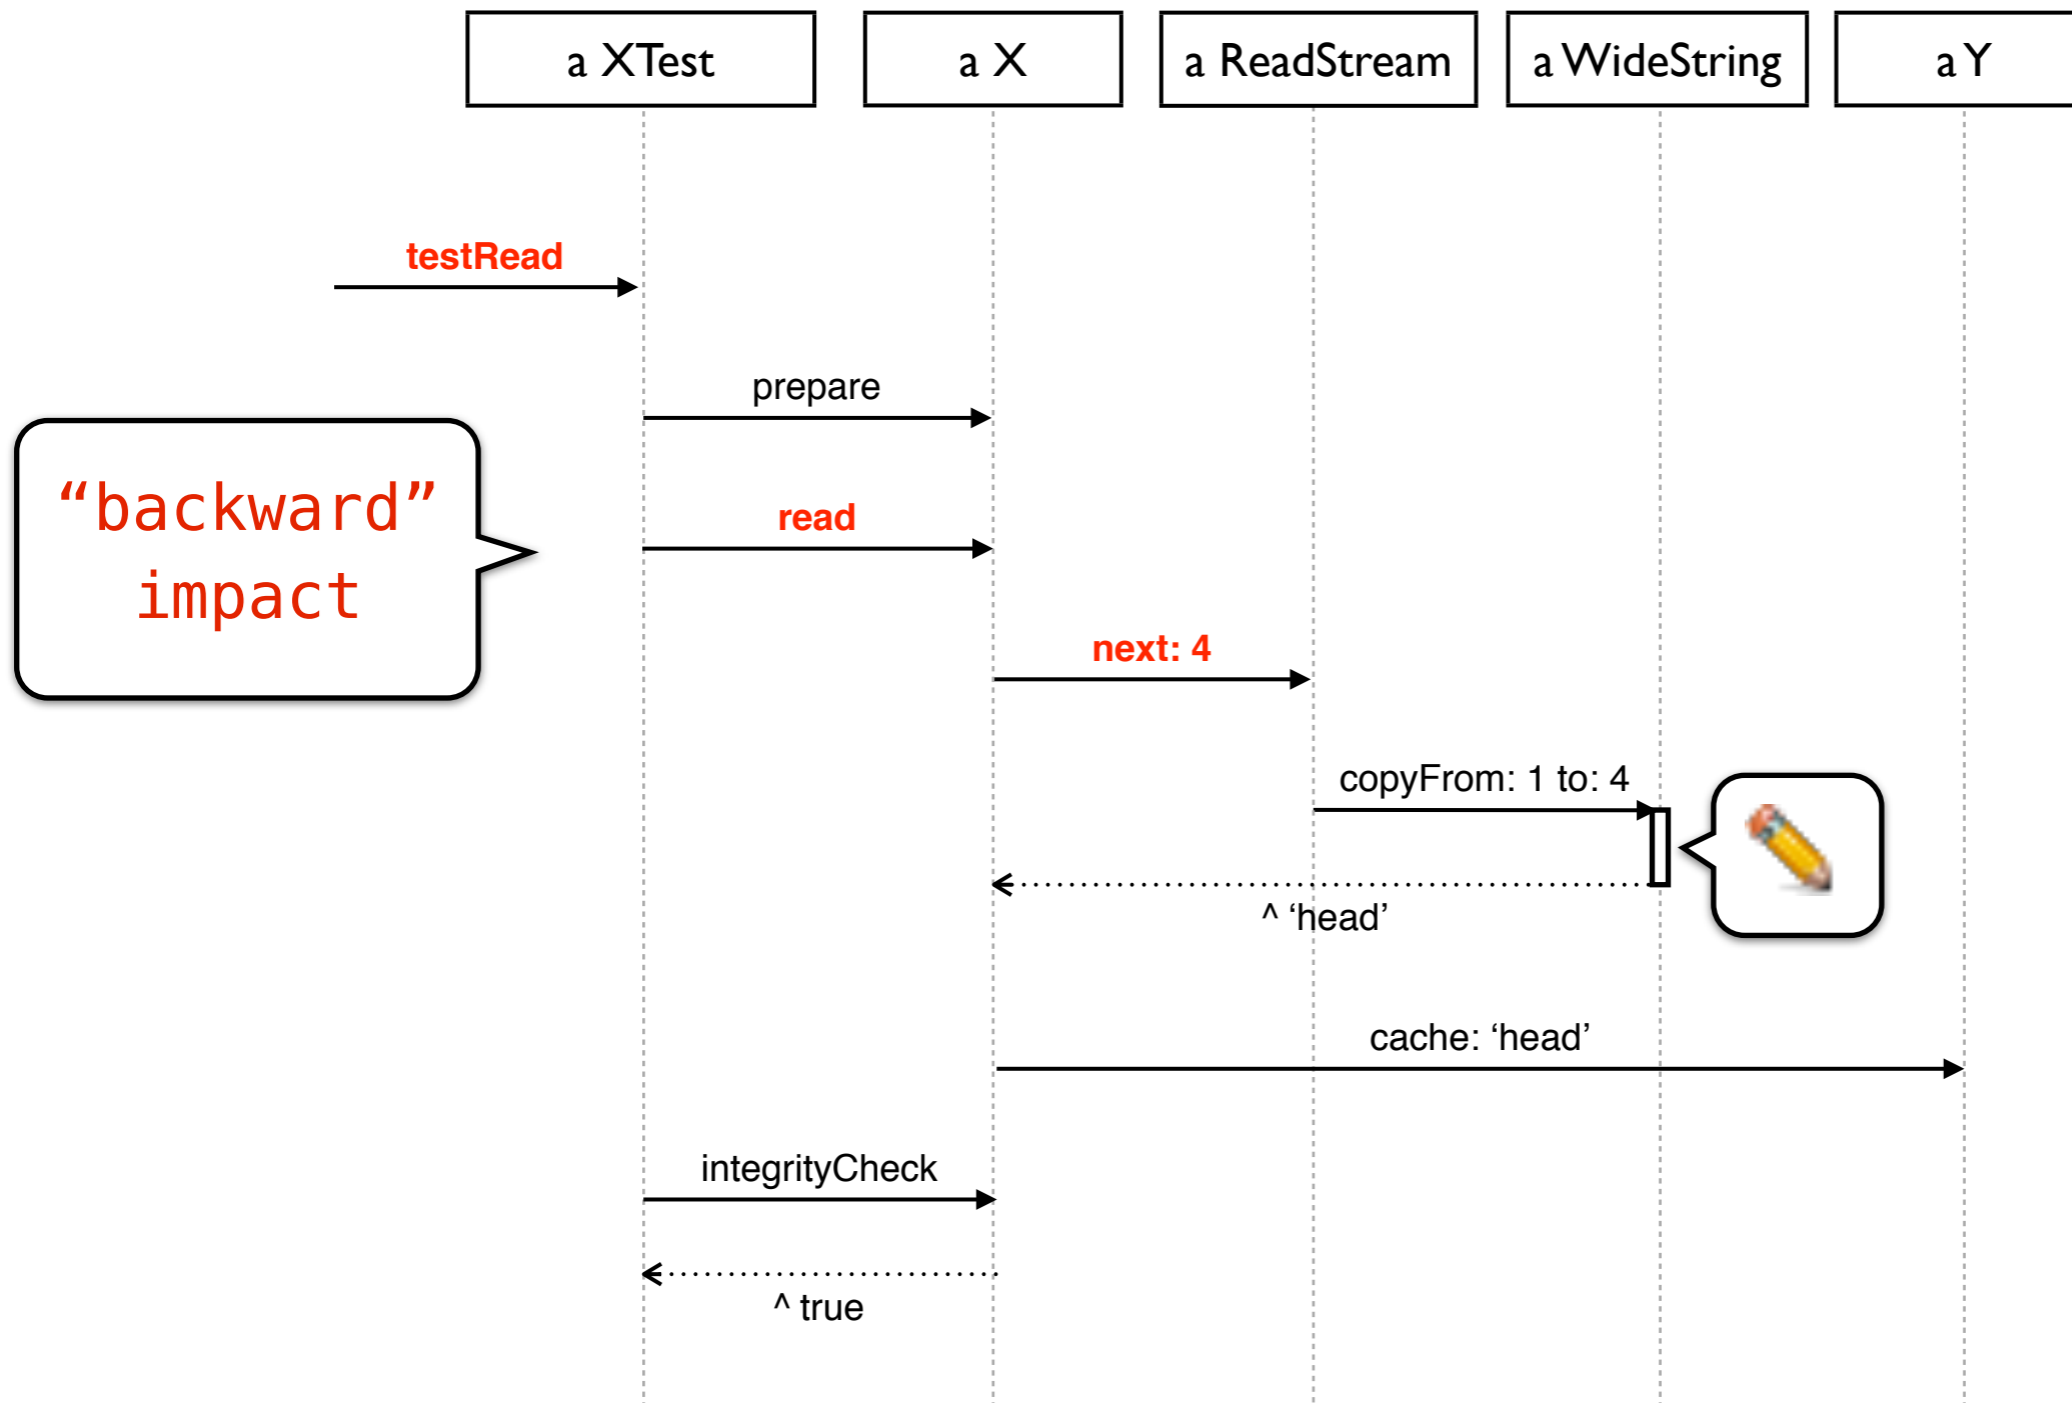 a XTest
a X
a ReadStream
a WideString
a Y
testRead
prepare
“backward”
impact
read
next: 4
copyFrom: 1 to: 4
^ ‘head’
cache: ‘head’
integrityCheck
^ true